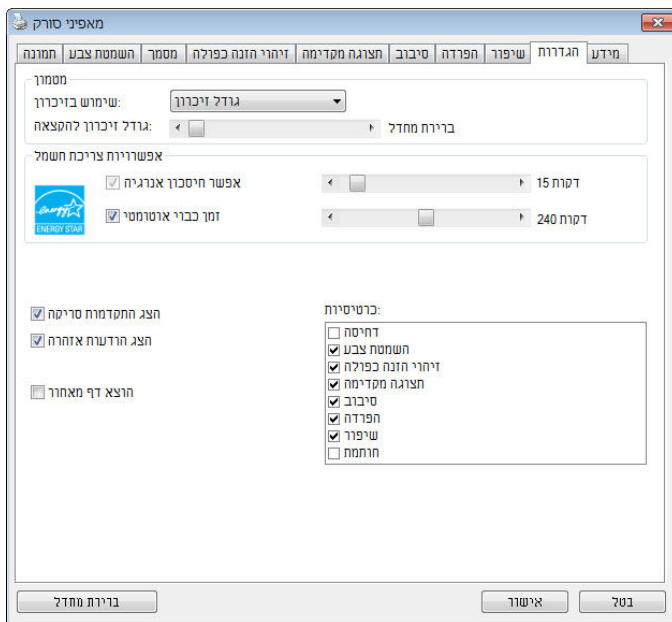 מאפיני סורק
תמונה השמטת צבע מסמך זיהוי הזנה כפולה תצוגה מקדימה סיבוב הפרדה שיפור הגדרות מידע
מטמון
שימוש בזיכרון:
גודל זיכרון
גודל זיכרון להקצאה:
ברירת מחדל
אפשרויות צריכת חשמל
energy
ENERGY STAR
אפשר חיסכון אנרגיה
15 דקות
זמן כבוי אוטומטי
240 דקות
הצג התקדמות סריקה
הצג הודעות אזהרה
הוצא דף מאחור
כרטיסיות:
דחיסה
השמטת צבע
זיהוי הזנה כפולה
תצוגה מקדימה
סיבוב
הפרדה
שיפור
חותמת
ברירת מחדל
אישור
בטל